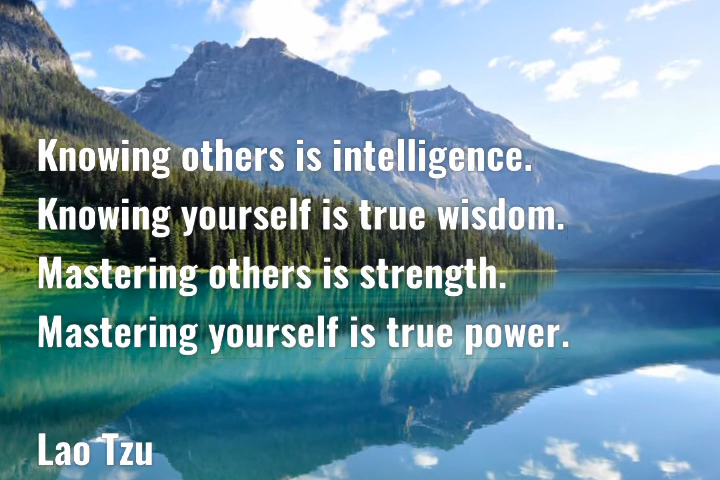 Knowing others is intelligence.
Knowing yourself is true wisdom.
Mastering others is strength.
Mastering yourself is true power.
Lao Tzu